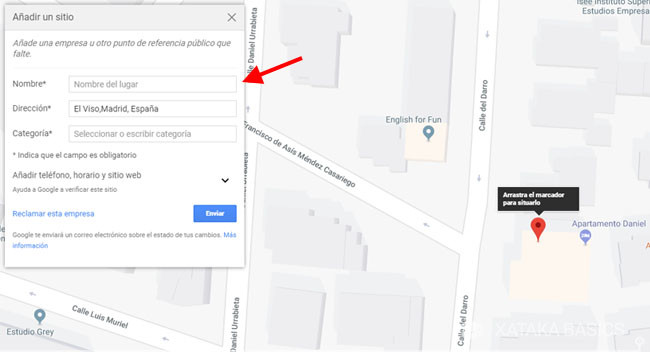 Añadir un sitio
Añade una empresa u otro punto de referencia público que
falte.
Nombre*
Nombre del lugar
Dirección*
El Viso,Madrid, España
Categoría*
Seleccionar o escribir categoría
* Indica que el campo es obligatorio
Añadir teléfono, horario y sitio web
Ayuda a Google a verificar este sitio
Reclamar esta empresa
Enviar
Google te enviará un correo electrónico sobre el estado de tus cambios. Más
información
lle Daniel Urrabieta
Urrabieta
Francisco de Asís Méndez Casariego
Calle Luis Muriel
Estudio Grey
Daniel Urrabieta
English for Fun
Calle del Darro
Isee Instituto Superi
Estudios Empresa
Arrastra el marcador
para situarlo
Apartamento Daniel
Calle del Darro
XATAKA BASICS